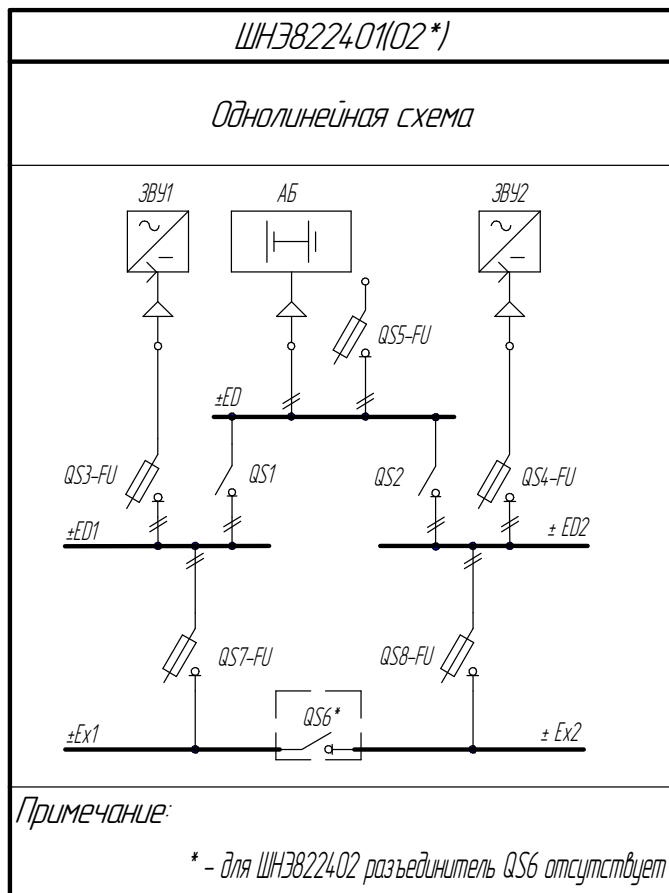 ШНЭ822401(02*)
Однолинейная схема
ЗВУ1
АБ
ЗВУ2
QS5-FU
±ED
QS3-FU
QS1
QS2
QS4-FU
±ED1
± ED2
QS7-FU
QS8-FU
QS6*
±Ex1
± Ex2
Примечание:
* - для ШНЭ822402 разъединитель QS6 отсутствует